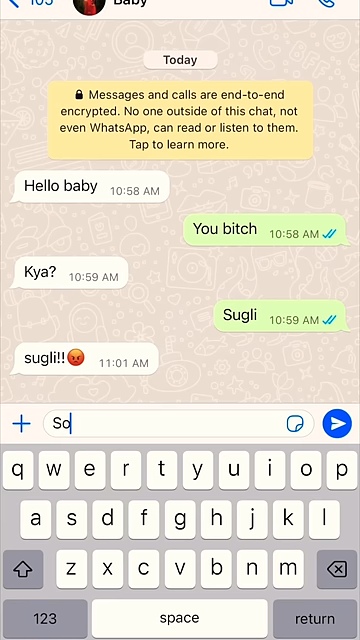 103
Baby
Today
Messages and calls are end-to-end
encrypted. No one outside of this chat, not
even WhatsApp, can read or listen to them.
Tap to learn more.
Hello baby 10:58 AM
You bitch 10:58 AM
Kya? 10:59 AM
Sugli 10:59 AM
sugli!!😡 11:01 AM
So
q w e r t y u i o p
a s d f g h j k l
z x c v b n m
123 space return